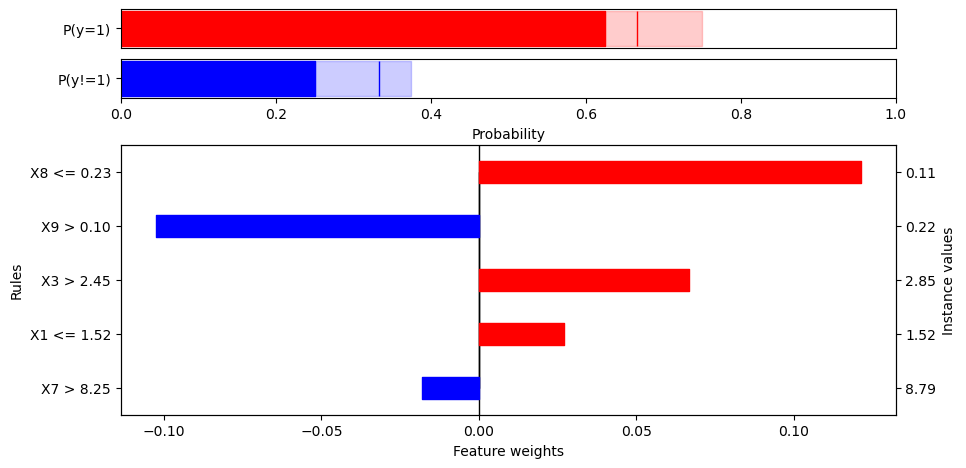 P(y=1)
P(y!=1)
0.0 0.2 0.4 0.6 0.8 1.0
Probability
X8 <= 0.23 0.11
X9 > 0.10 0.22
X3 > 2.45 2.85
X1 <= 1.52 1.52
X7 > 8.25 8.79
Rules
Instance values
−0.10 −0.05 0.00 0.05 0.10
Feature weights